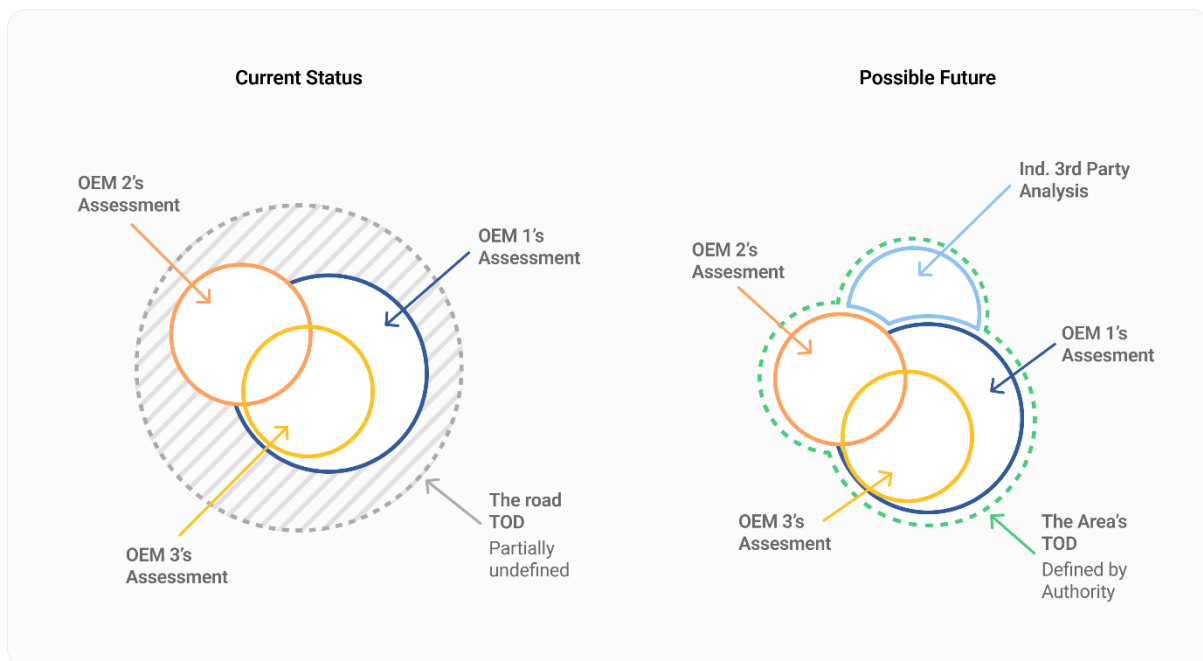 Current Status
OEM 2's
Assessment
OEM 1's
Assessment
OEM 3's
Assessment
The road
TOD
Partially
undefined
Possible Future
Ind. 3rd Party
Analysis
OEM 2's
Assesment
OEM 1's
Assesment
OEM 3's
Assesment
The Area's
TOD
Defined by
Authority